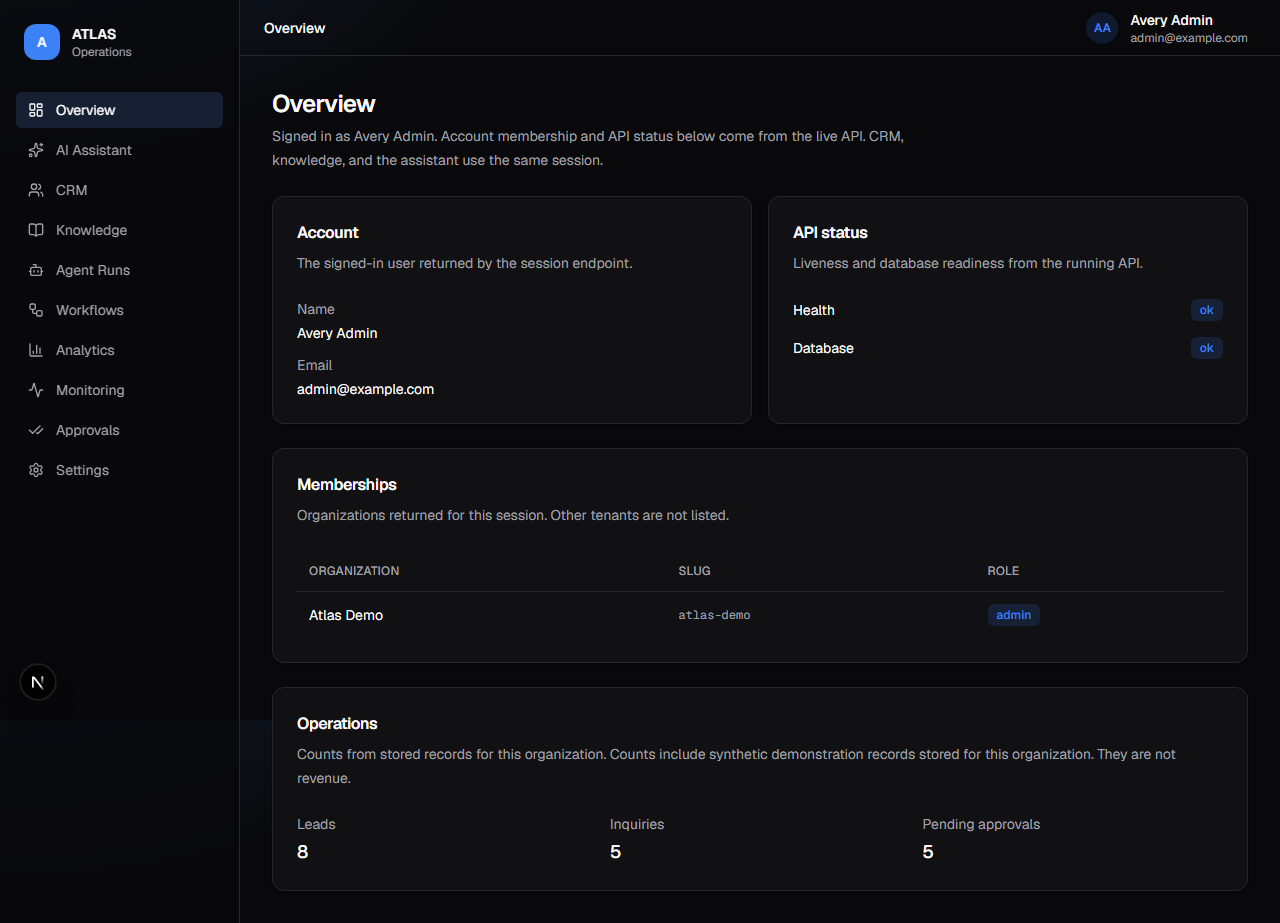 A
ATLAS
Operations
Overview
AI Assistant
CRM
Knowledge
Agent Runs
Workflows
Analytics
Monitoring
Approvals
Settings
N
Overview
AA
Avery Admin
admin@example.com
Overview
Signed in as Avery Admin. Account membership and API status below come from the live API. CRM,
knowledge, and the assistant use the same session.
Account
The signed-in user returned by the session endpoint.
Name
Avery Admin
Email
admin@example.com
API status
Liveness and database readiness from the running API.
Health ok
Database ok
Memberships
Organizations returned for this session. Other tenants are not listed.
ORGANIZATION SLUG ROLE
Atlas Demo atlas-demo admin
Operations
Counts from stored records for this organization. Counts include synthetic demonstration records stored for this organization. They are not
revenue.
Leads Inquiries Pending approvals
8 5 5